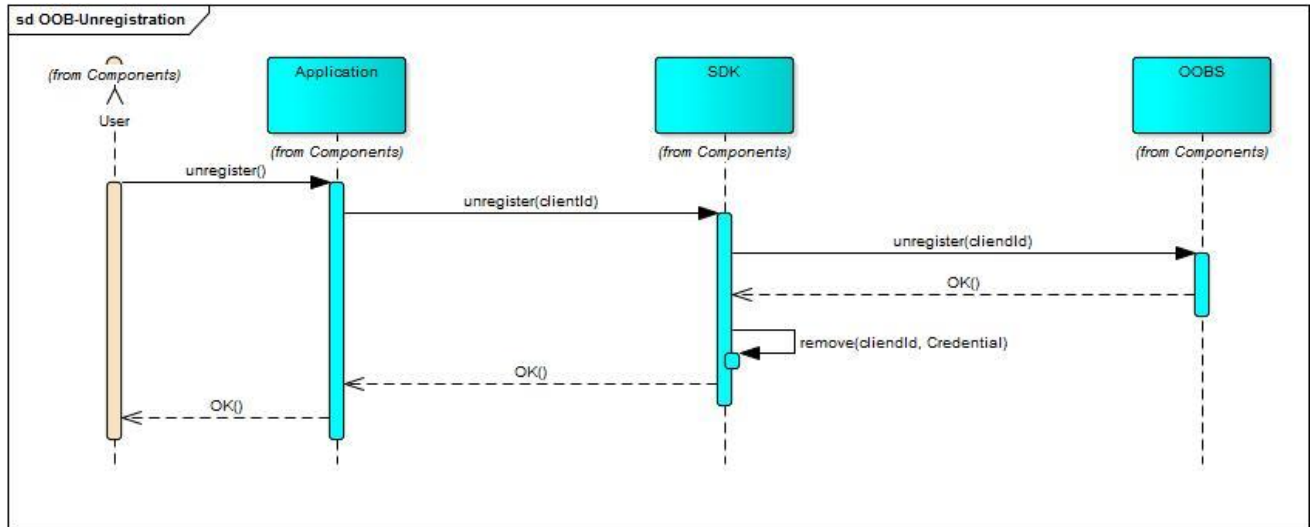 sd OOB-Unregistration
(from Components)
User
Application
(from Components)
SDK
(from Components)
OOBS
(from Components)
unregister()
unregister(clientId)
unregister(cliendId)
OK()
remove(cliendId, Credential)
OK()
OK()